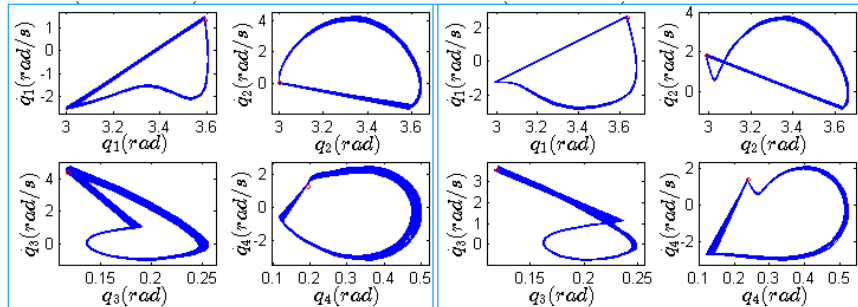 1
0
-1
-2
q̇₁(rad/s)
3 3.2 3.4 3.6
q₁(rad)
4
2
0
q̇₂(rad/s)
3 3.2 3.4 3.6
q₂(rad)
2
0
-2
q̇₁(rad/s)
3 3.2 3.4 3.6
q₁(rad)
4
2
0
q̇₂(rad/s)
3 3.2 3.4 3.6
q₂(rad)
4
2
0
q̇₃(rad/s)
0.15 0.2 0.25
q₃(rad)
2
0
-2
q̇₄(rad/s)
0.1 0.2 0.3 0.4 0.5
q₄(rad)
3
2
1
0
q̇₃(rad/s)
0.15 0.2 0.25
q₃(rad)
2
0
-2
q̇₄(rad/s)
0.1 0.2 0.3 0.4 0.5
q₄(rad)